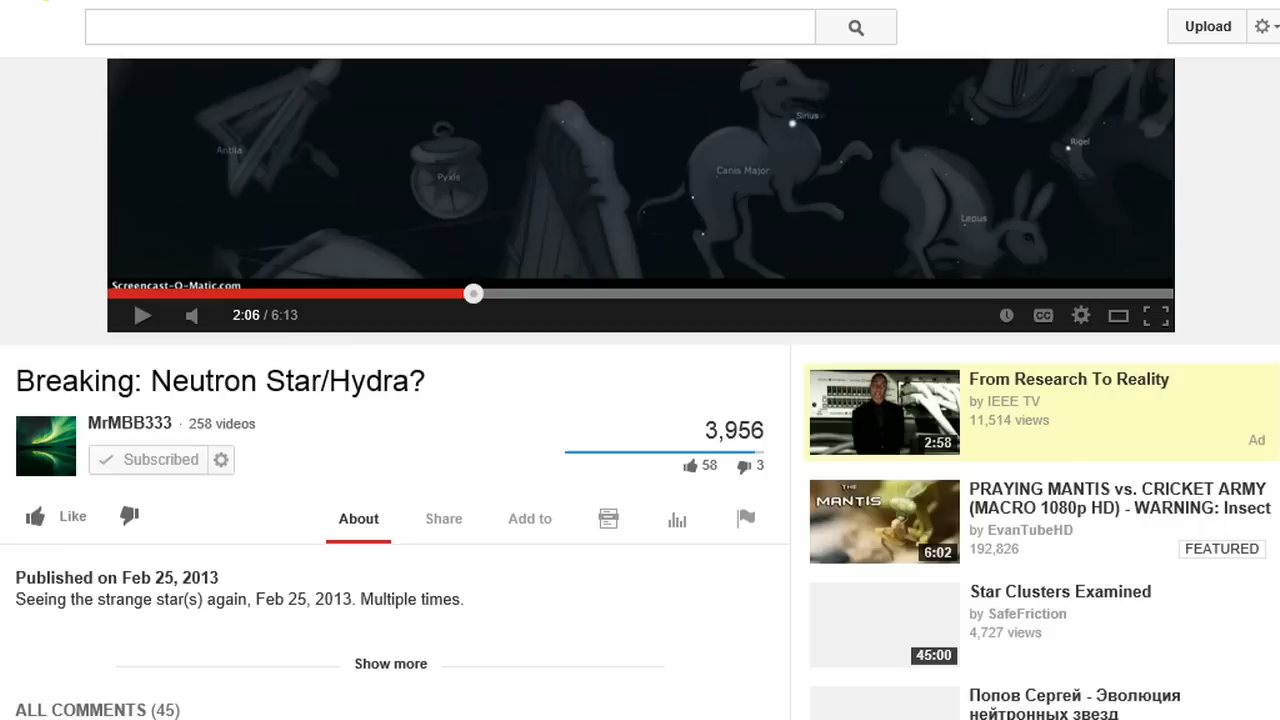 Upload
Antlia
Pyxis
Canis Major
Sirius
Lepus
Rigel
Screencast-O-Matic.com
2:06 / 6:13
CC
Breaking: Neutron Star/Hydra?
MrMBB333 · 258 videos
Subscribed
3,956
58 3
Like
About Share Add to
Published on Feb 25, 2013
Seeing the strange star(s) again, Feb 25, 2013. Multiple times.
Show more
ALL COMMENTS (45)
2:58
From Research To Reality
by IEEE TV
11,514 views
Ad
THE
MANTIS
6:02
PRAYING MANTIS vs. CRICKET ARMY
(MACRO 1080p HD) - WARNING: Insect
by EvanTubeHD
192,826
FEATURED
45:00
Star Clusters Examined
by SafeFriction
4,727 views
Попов Сергей - Эволюция
нейтронных звезд